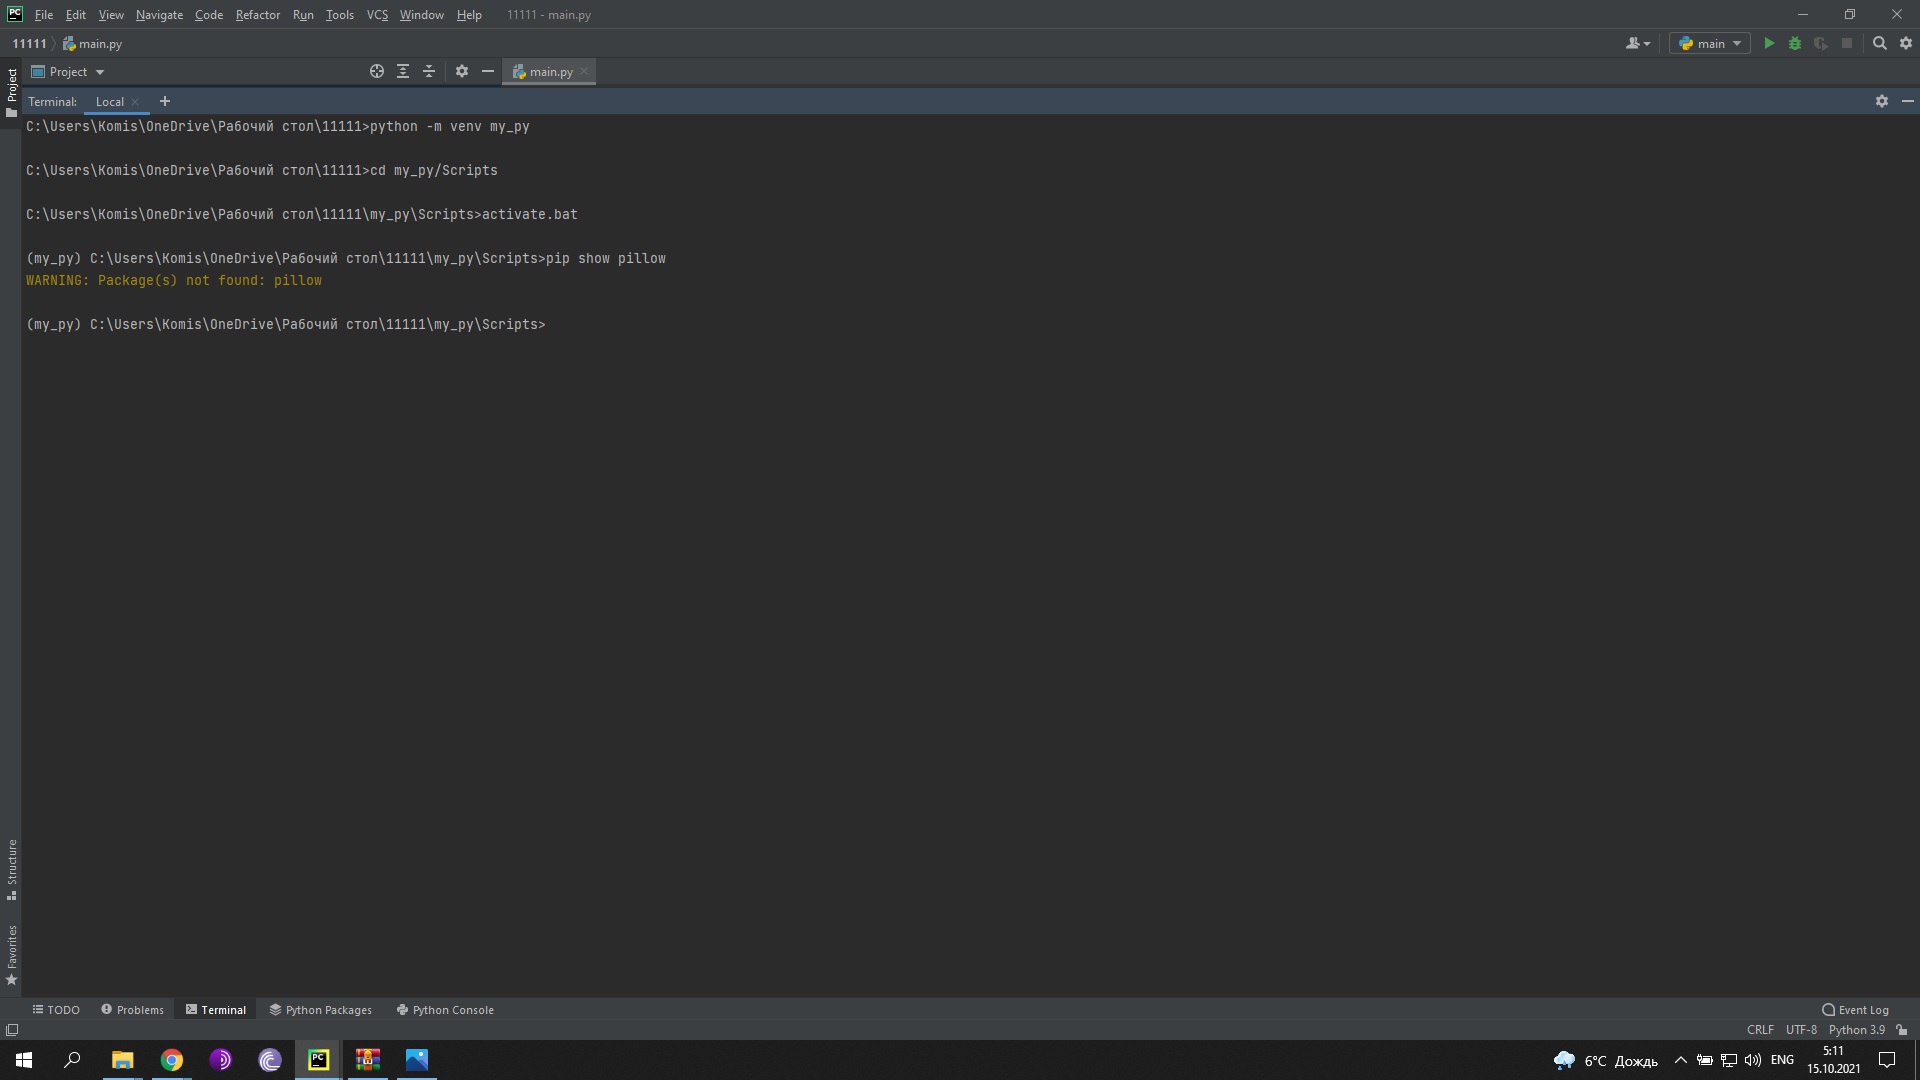 PC File Edit View Navigate Code Refactor Run Tools VCS Window Help 11111 - main.py
11111 main.py main
Project main.py
Project
Terminal: Local
C:\Users\Komis\OneDrive\Рабочий стол\11111>python -m venv my_py
C:\Users\Komis\OneDrive\Рабочий стол\11111>cd my_py/Scripts
C:\Users\Komis\OneDrive\Рабочий стол\11111\my_py\Scripts>activate.bat
(my_py) C:\Users\Komis\OneDrive\Рабочий стол\11111\my_py\Scripts>pip show pillow
WARNING: Package(s) not found: pillow
(my_py) C:\Users\Komis\OneDrive\Рабочий стол\11111\my_py\Scripts>
Structure
Favorites
TODO Problems Terminal Python Packages Python Console Event Log
CRLF UTF-8 Python 3.9
PC 6°C Дождь ENG 5:11
15.10.2021